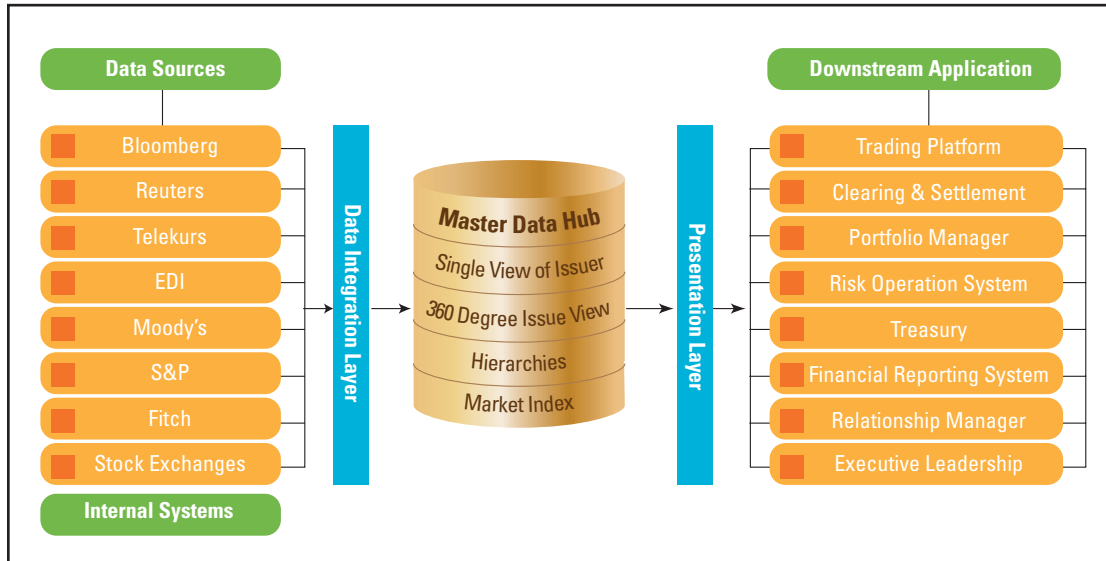 Data Sources
Bloomberg
Reuters
Telekurs
EDI
Moody's
S&P
Fitch
Stock Exchanges
Internal Systems
Data Integration Layer
Master Data Hub
Single View of Issuer
360 Degree Issue View
Hierarchies
Market Index
Presentation Layer
Downstream Application
Trading Platform
Clearing & Settlement
Portfolio Manager
Risk Operation System
Treasury
Financial Reporting System
Relationship Manager
Executive Leadership